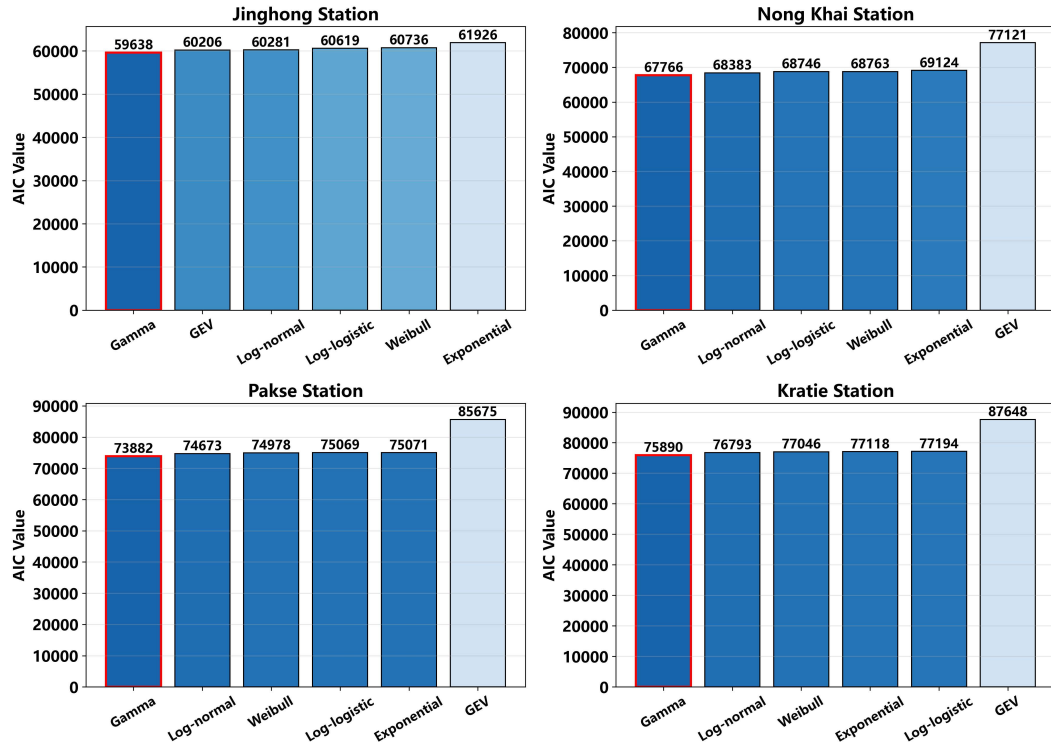 Jinghong Station
AIC Value
60000
50000
40000
30000
20000
10000
0
59638
60206
60281
60619
60736
61926
Gamma
GEV
Log-normal
Log-logistic
Weibull
Exponential
Nong Khai Station
AIC Value
80000
70000
60000
50000
40000
30000
20000
10000
0
67766
68383
68746
68763
69124
77121
Gamma
Log-normal
Log-logistic
Weibull
Exponential
GEV
Pakse Station
AIC Value
90000
80000
70000
60000
50000
40000
30000
20000
10000
0
73882
74673
74978
75069
75071
85675
Gamma
Log-normal
Weibull
Log-logistic
Exponential
GEV
Kratie Station
AIC Value
90000
80000
70000
60000
50000
40000
30000
20000
10000
0
75890
76793
77046
77118
77194
87648
Gamma
Log-normal
Weibull
Exponential
Log-logistic
GEV